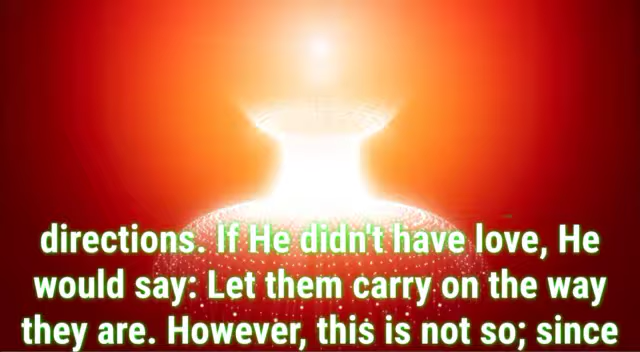 directions. If He didn't have love, He
would say: Let them carry on the way
they are. However, this is not so; since